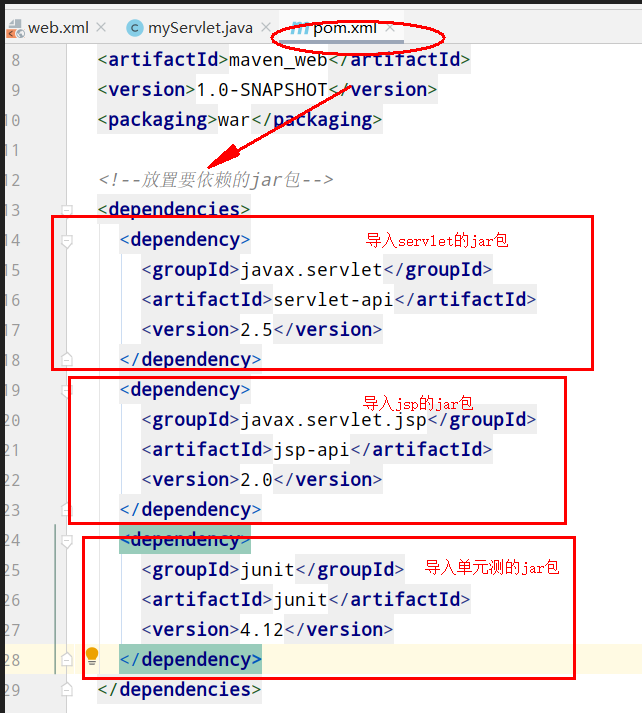 web.xml myServlet.java pom.xml
8 <artifactId>maven_web</artifactId>
9 <version>1.0-SNAPSHOT</version>
10 <packaging>war</packaging>
11
12 <!--放置要依赖的jar包-->
13 <dependencies>
14 <dependency> 导入servlet的jar包
15 <groupId>javax.servlet</groupId>
16 <artifactId>servlet-api</artifactId>
17 <version>2.5</version>
18 </dependency>
19 <dependency> 导入jsp的jar包
20 <groupId>javax.servlet.jsp</groupId>
21 <artifactId>jsp-api</artifactId>
22 <version>2.0</version>
23 </dependency>
24 <dependency>
25 <groupId>junit</groupId> 导入单元测的jar包
26 <artifactId>junit</artifactId>
27 <version>4.12</version>
28 </dependency>
29 </dependencies>